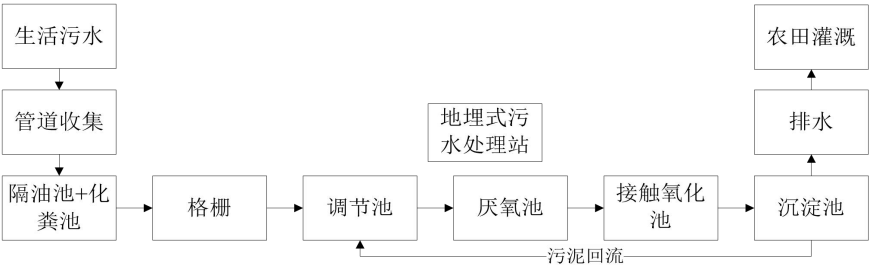 生活污水
农田灌溉
管道收集
地埋式污
水处理站
排水
隔油池+化
粪池
格栅
调节池
厌氧池
接触氧化
池
沉淀池
污泥回流